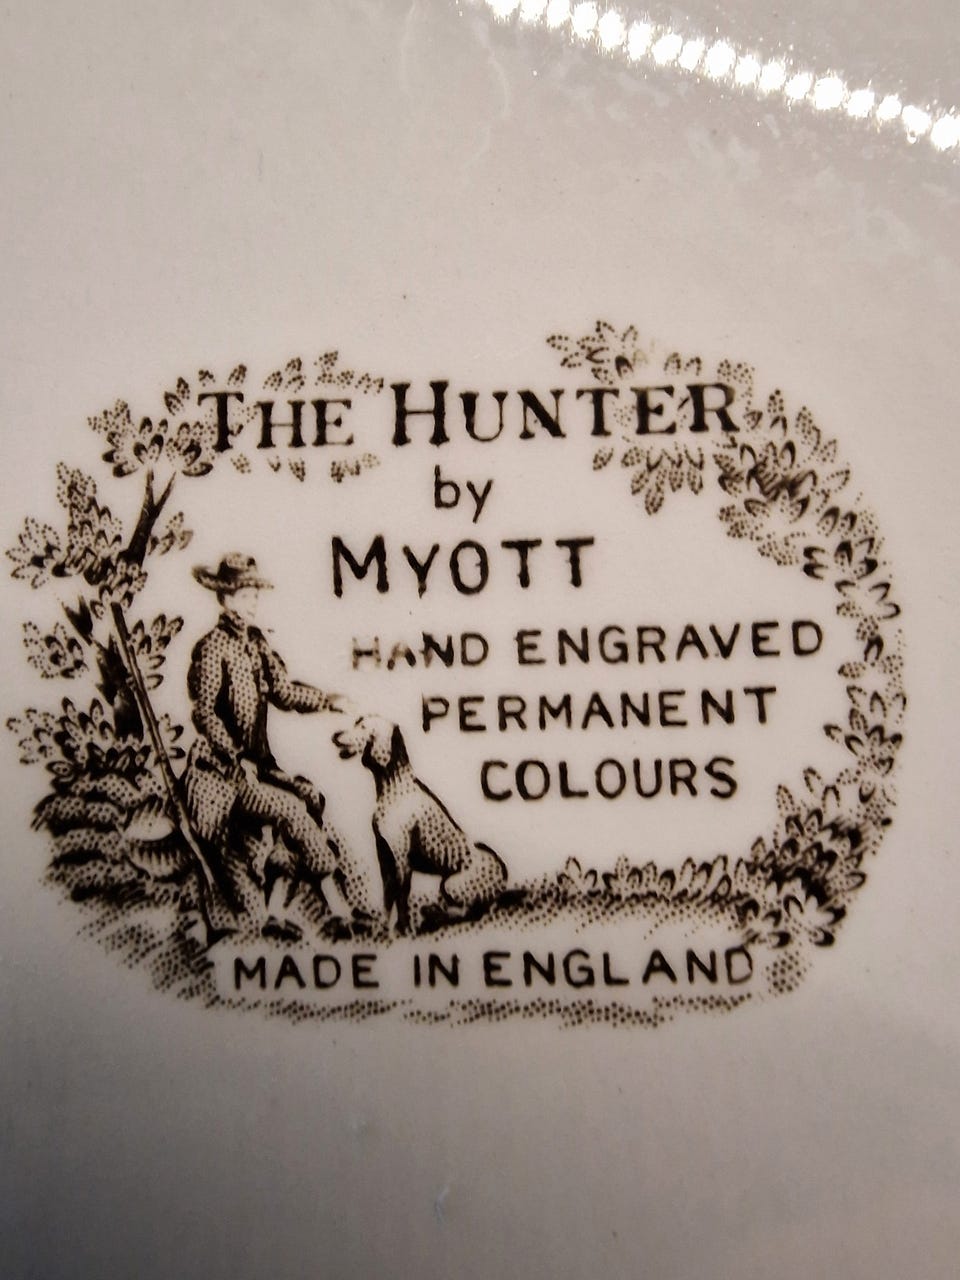 THE HUNTER
by
MYOTT
HAND ENGRAVED
PERMANENT
COLOURS
MADE IN ENGLAND